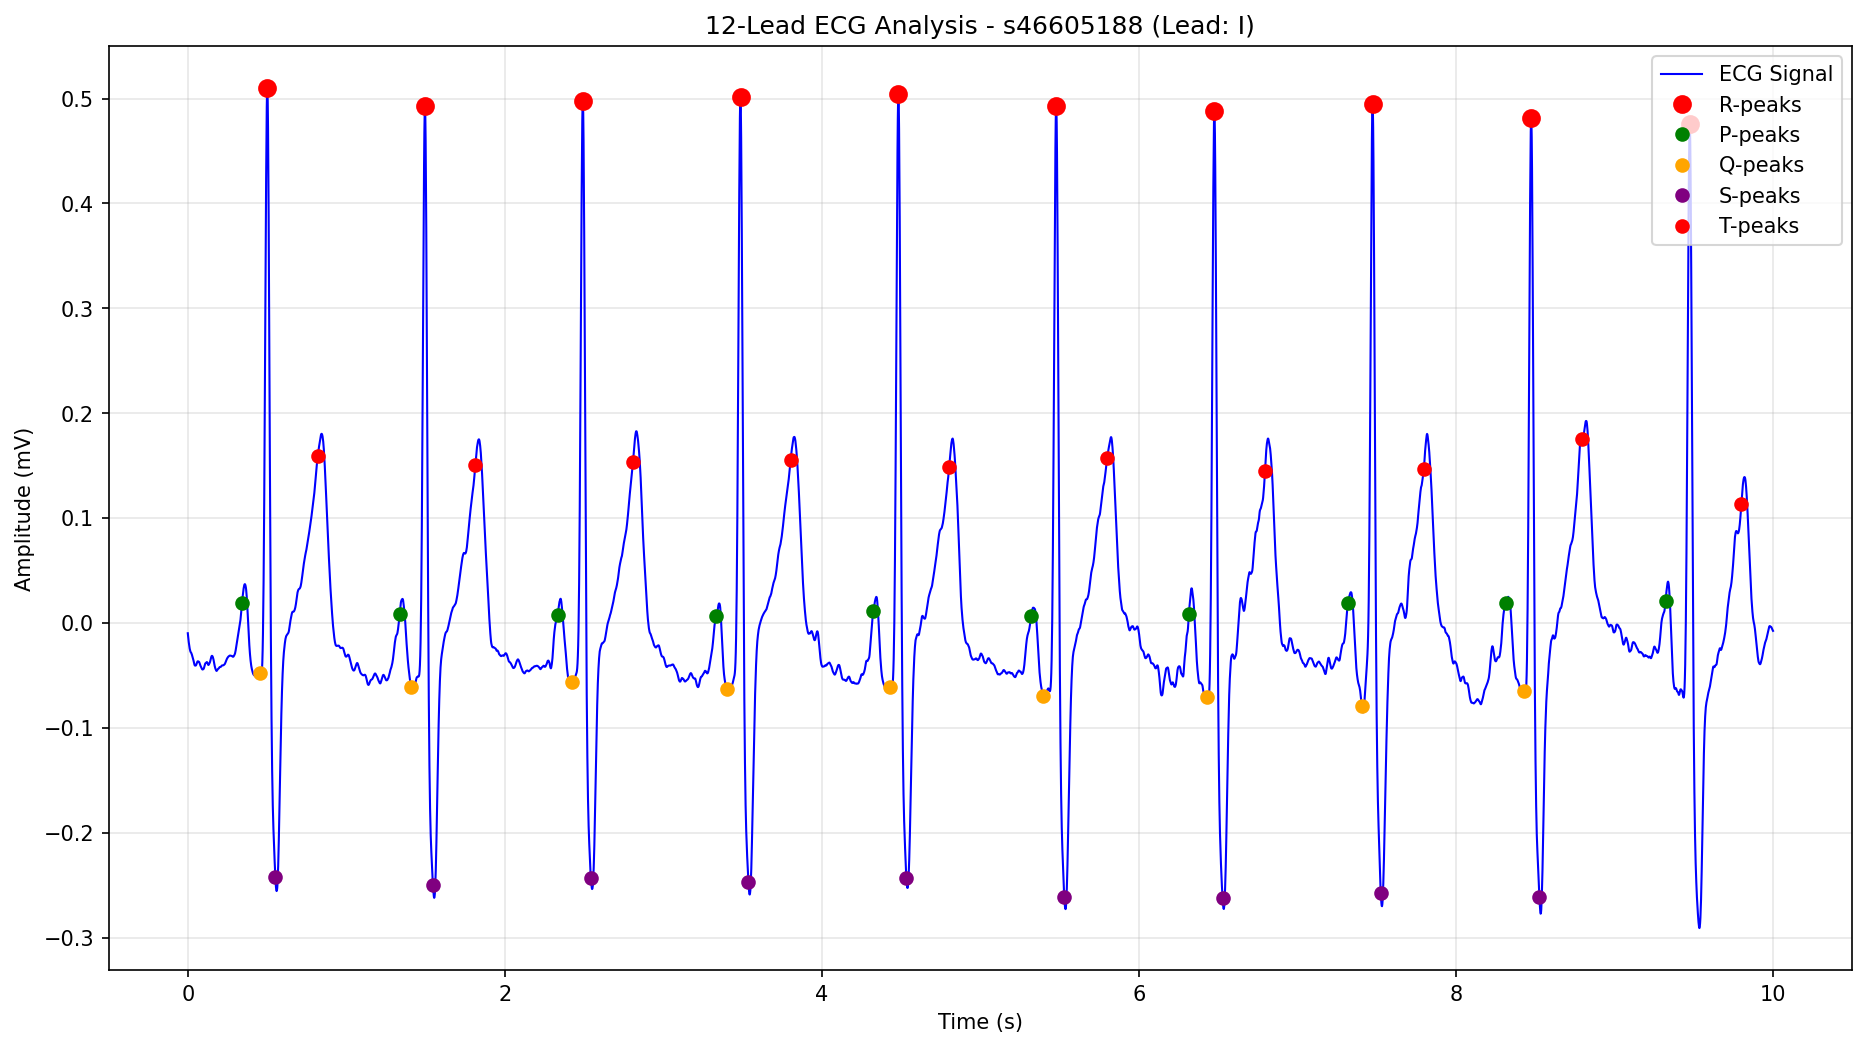 12-Lead ECG Analysis - s46605188 (Lead: I)
ECG Signal
R-peaks
P-peaks
Q-peaks
S-peaks
T-peaks
Amplitude (mV)
0.5
0.4
0.3
0.2
0.1
0.0
−0.1
−0.2
−0.3
0 2 4 6 8 10
Time (s)